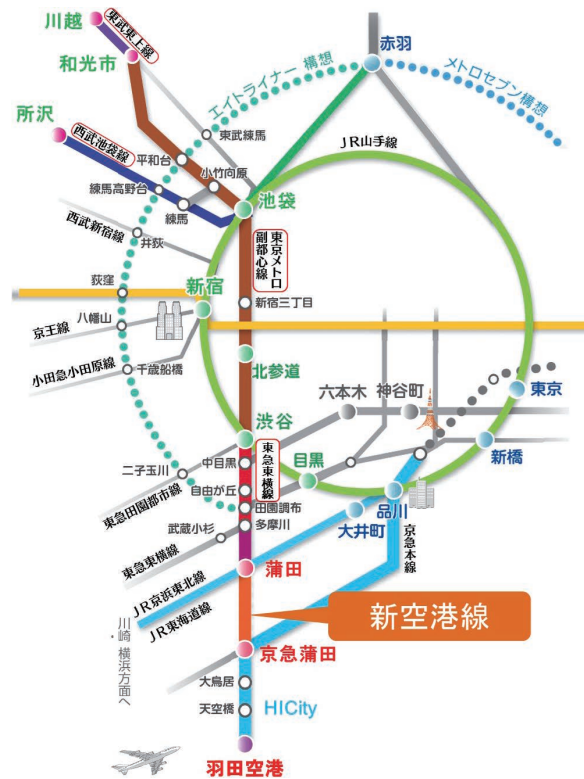 川越
東武東上線
和光市
赤羽
エイトライナー 構想
メトロセブン構想
所沢
西武池袋線
東武練馬
平和台
小竹向原
JR山手線
練馬高野台
練馬
池袋
西武新宿線
井荻
東京メトロ
副都心線
新宿
荻窪
新宿三丁目
八幡山
京王線
北参道
千歳船橋
小田急小田原線
六本木
神谷町
東京
渋谷
新橋
中目黒
東急東横線
目黒
二子玉川
自由が丘
東急田園都市線
田園調布
品川
武蔵小杉
多摩川
大井町
京急本線
東急東横線
蒲田
JR京浜東北線
JR東海道線
新空港線
川崎・横浜方面へ
京急蒲田
大鳥居
天空橋
HICity
羽田空港